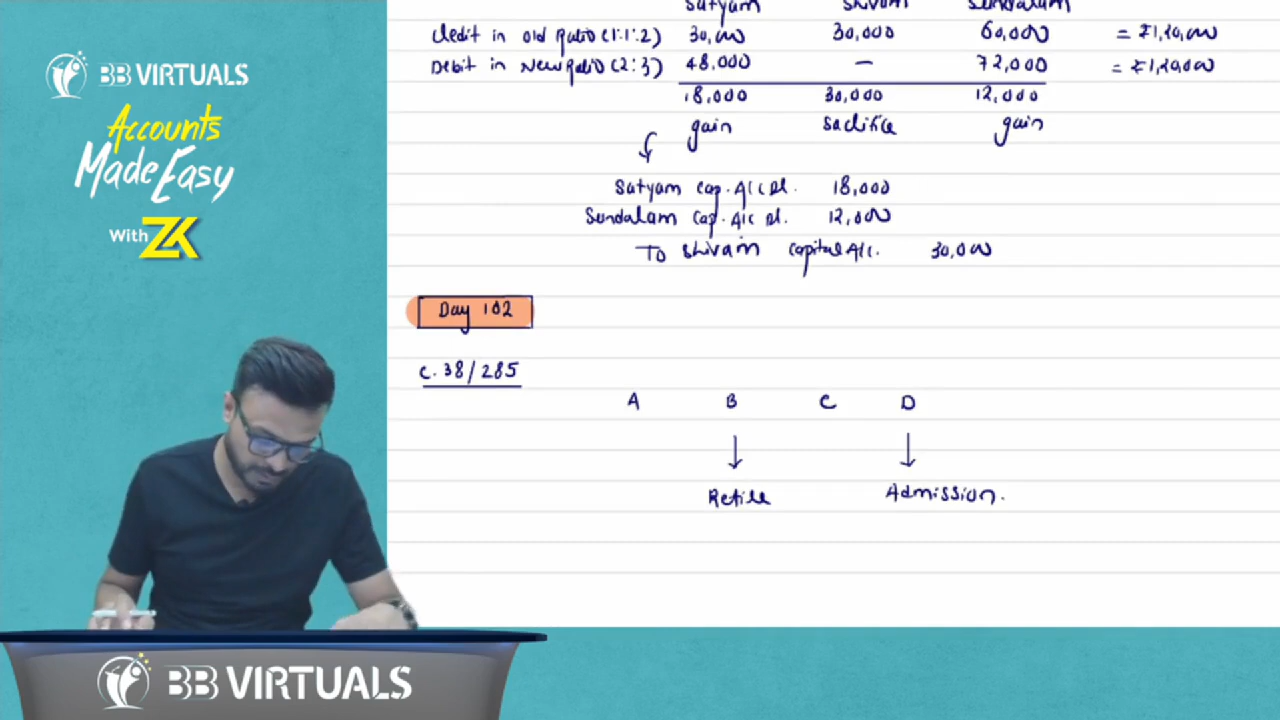 BB VIRTUALS
Accounts
Made Easy
With ZK
Satyam Shivam Sundaram
Credit in old Ratio (1:1:2) 30,000 30,000 60,000 = ₹1,20,000
Debit in New Ratio (2:3) 48,000 – 72,000 = ₹1,20,000
18,000 30,000 12,000
gain Sacrifice gain
Satyam Cap. A/c Dr. 18,000
Sundaram Cap. A/c Dr. 12,000
To Shivam Capital A/c. 30,000
Day 102
C.38/285
A B C D
Retire Admission.
BB VIRTUALS